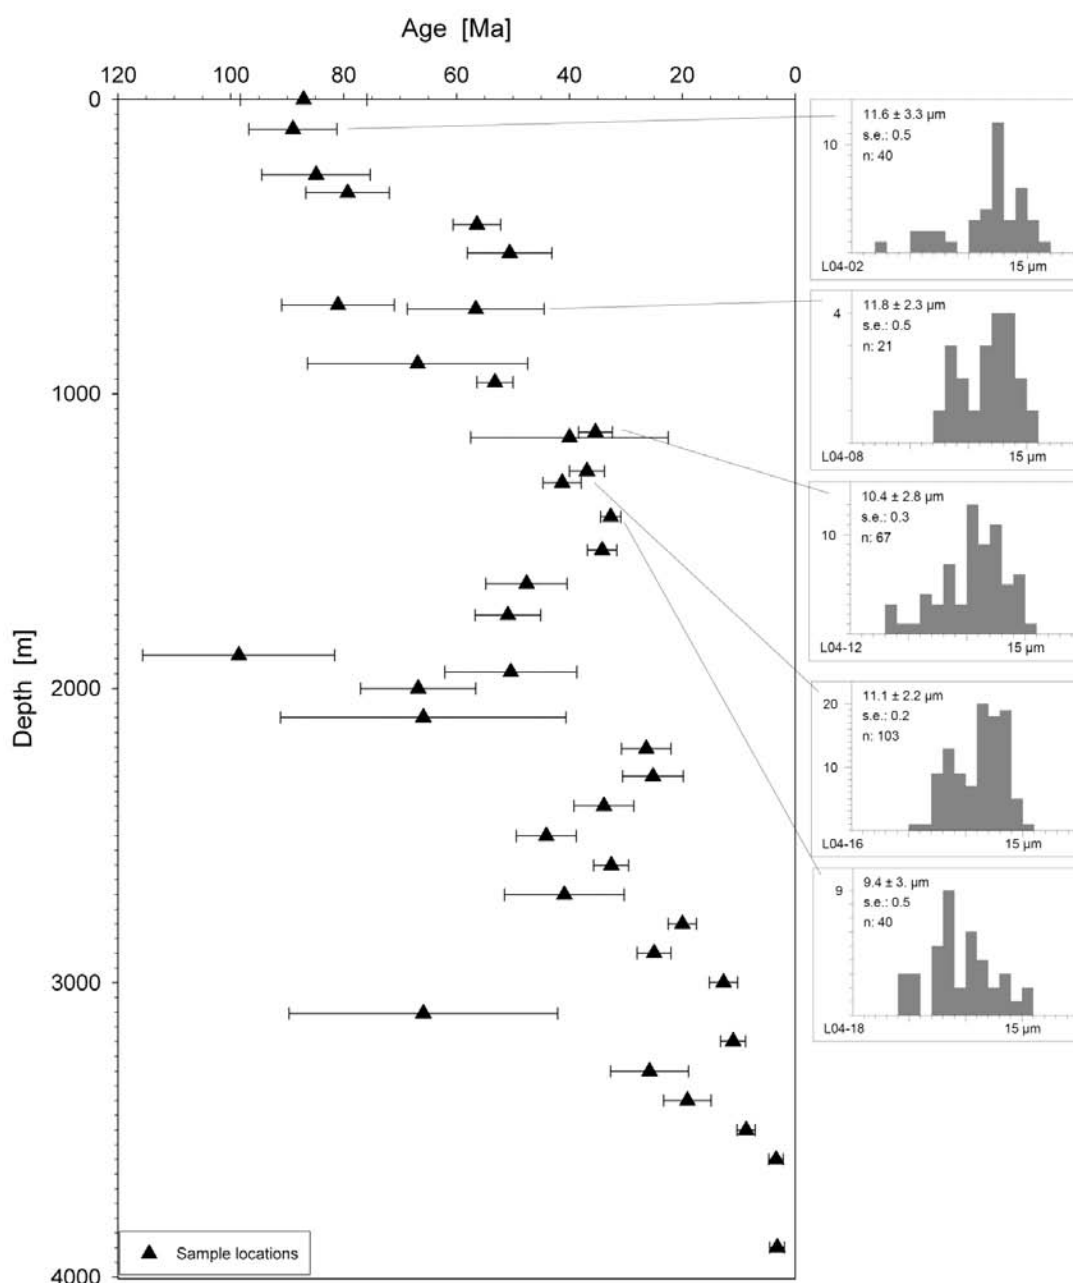 Age [Ma]
120 100 80 60 40 20 0
0
1000
2000
3000
4000
Depth [m]
Sample locations
11.6 ± 3.3 µm
s.e.: 0.5
n: 40
10
L04-02 15 µm
11.8 ± 2.3 µm
s.e.: 0.5
n: 21
4
L04-08 15 µm
10.4 ± 2.8 µm
s.e.: 0.3
n: 67
10
L04-12 15 µm
11.1 ± 2.2 µm
s.e.: 0.2
n: 103
20
10
L04-16 15 µm
9.4 ± 3. µm
s.e.: 0.5
n: 40
9
L04-18 15 µm